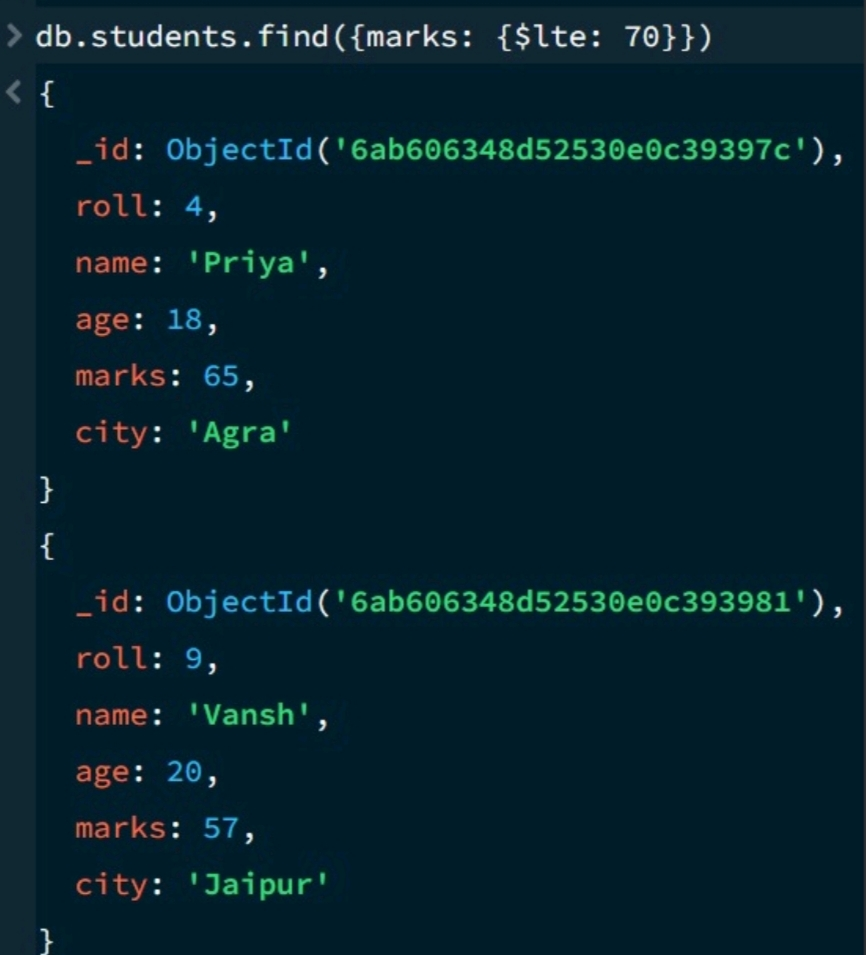 > db.students.find({marks: {$lte: 70}})
< {
_id: ObjectId('6ab606348d52530e0c39397c'),
roll: 4,
name: 'Priya',
age: 18,
marks: 65,
city: 'Agra'
}
{
_id: ObjectId('6ab606348d52530e0c393981'),
roll: 9,
name: 'Vansh',
age: 20,
marks: 57,
city: 'Jaipur'
}